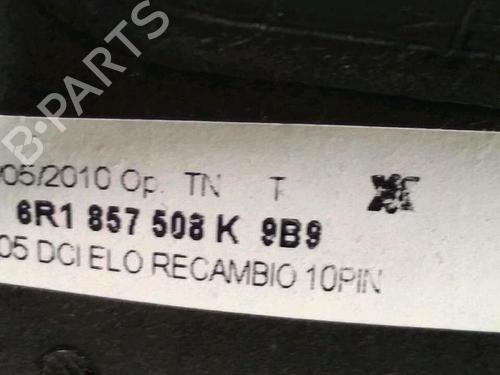 B-PARTS
05/2010 Op. TN T
6R1 857 508 K 9B9
05 DCI ELO RECAMBIO 10PIN